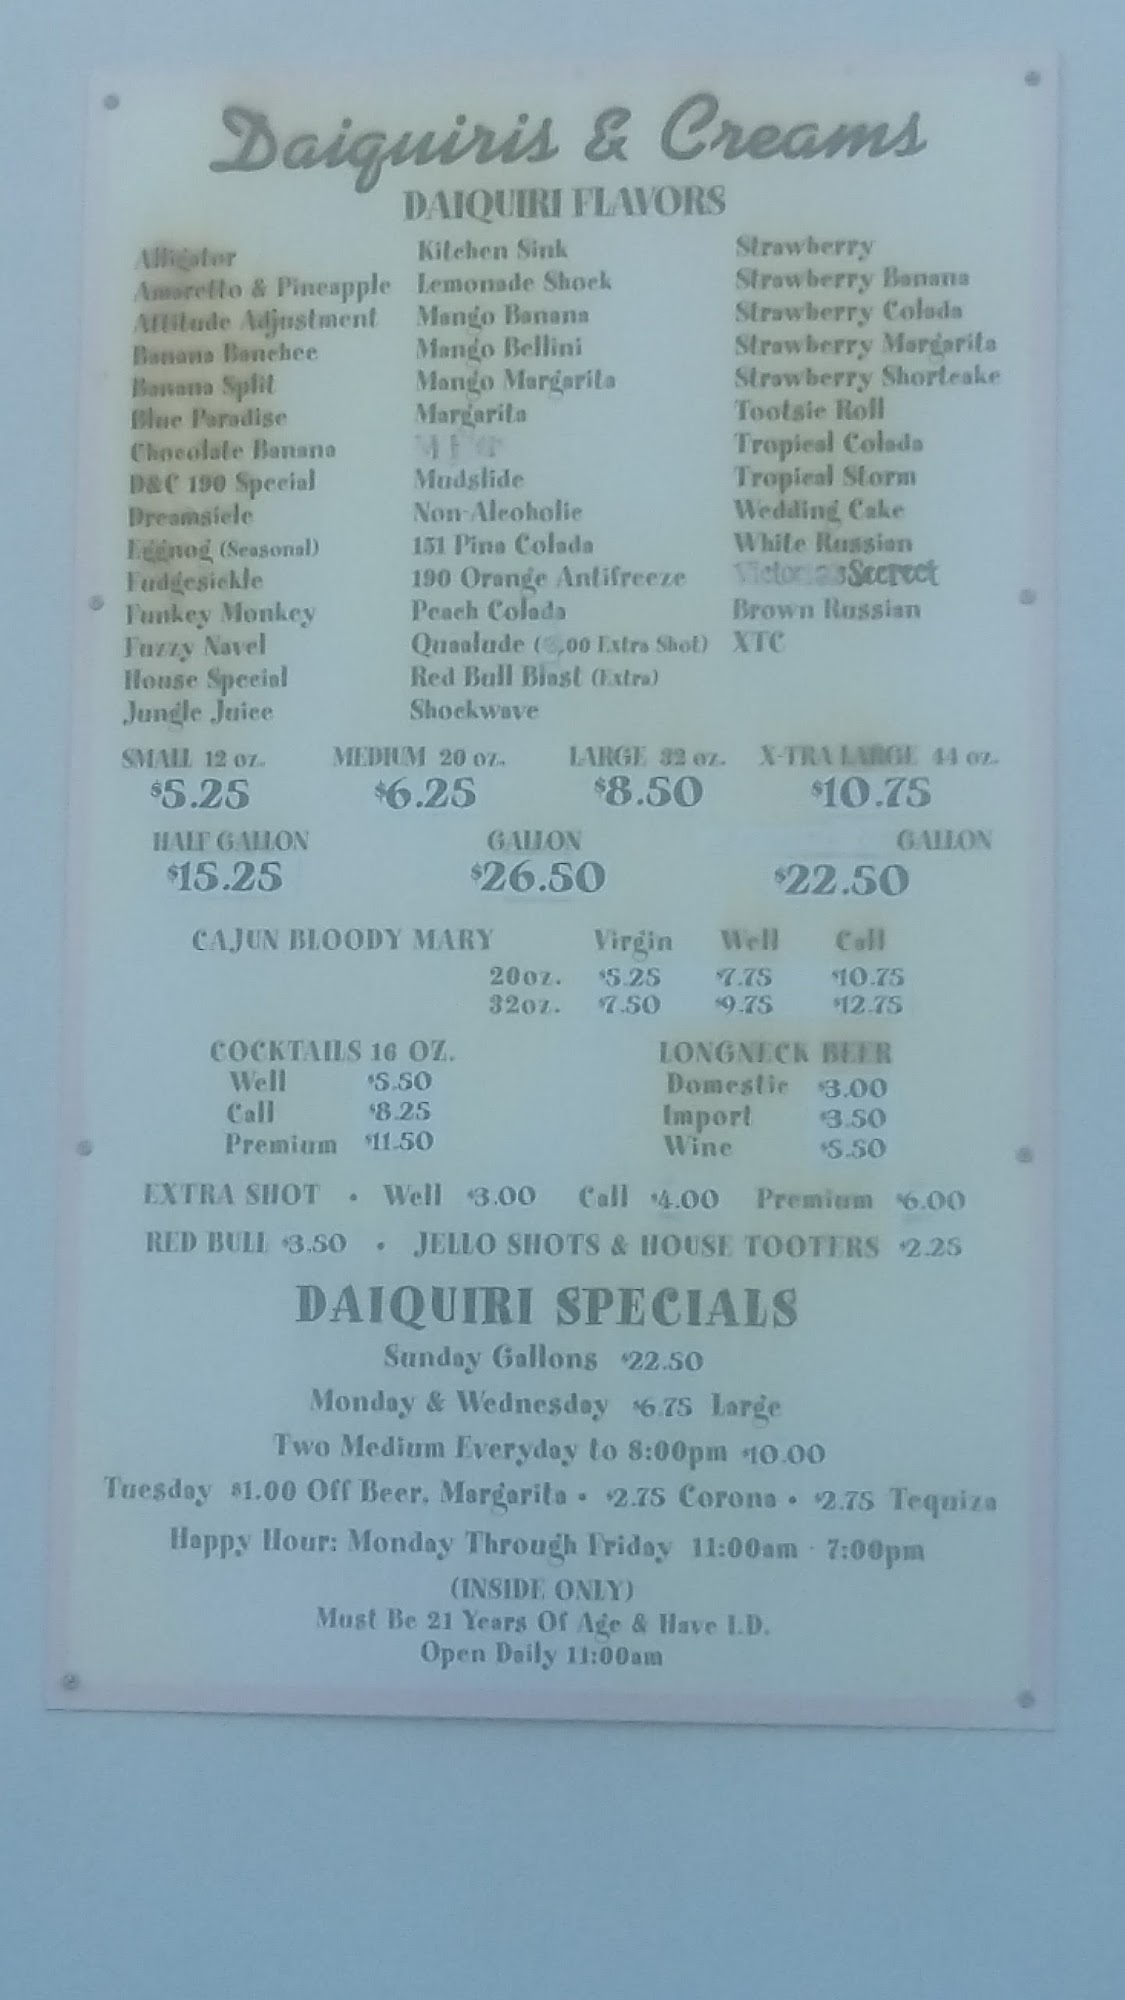 Daiquiris & Creams
DAIQUIRI FLAVORS
Alligator
Amaretto & Pineapple
Attitude Adjustment
Banana Banchee
Banana Split
Blue Paradise
Chocolate Banana
D&C 190 Special
Dreamsicle
Eggnog (Seasonal)
Fudgesickle
Funkey Monkey
Fuzzy Navel
House Special
Jungle Juice
Kitchen Sink
Lemonade Shock
Mango Banana
Mango Bellini
Mango Margarita
Margarita
Mudslide
Non-Alcoholic
151 Pina Colada
190 Orange Antifreeze
Peach Colada
Quaalude ( .00 Extra Shot)
Red Bull Blast (Extra)
Shockwave
Strawberry
Strawberry Banana
Strawberry Colada
Strawberry Margarita
Strawberry Shortcake
Tootsie Roll
Tropical Colada
Tropical Storm
Wedding Cake
White Russian
Victorias Secrect
Brown Russian
XTC
SMALL 12 oz. MEDIUM 20 oz. LARGE 32 oz. X-TRA LARGE 44 oz.
$5.25 $6.25 $8.50 $10.75
HALF GALLON GALLON GALLON
$15.25 $26.50 $22.50
CAJUN BLOODY MARY Virgin Well Call
20oz. $5.25 $7.75 $10.75
32oz. $7.50 $9.75 $12.75
COCKTAILS 16 OZ.
Well $5.50
Call $8.25
Premium $11.50
LONGNECK BEER
Domestic $3.00
Import $3.50
Wine $5.50
EXTRA SHOT • Well $3.00 Call $4.00 Premium $6.00
RED BULL $3.50 • JELLO SHOTS & HOUSE TOOTERS $2.25
DAIQUIRI SPECIALS
Sunday Gallons $22.50
Monday & Wednesday $6.75 Large
Two Medium Everyday to 8:00pm $10.00
Tuesday $1.00 Off Beer, Margarita • $2.75 Corona • $2.75 Tequiza
Happy Hour: Monday Through Friday 11:00am - 7:00pm
(INSIDE ONLY)
Must Be 21 Years Of Age & Have I.D.
Open Daily 11:00am